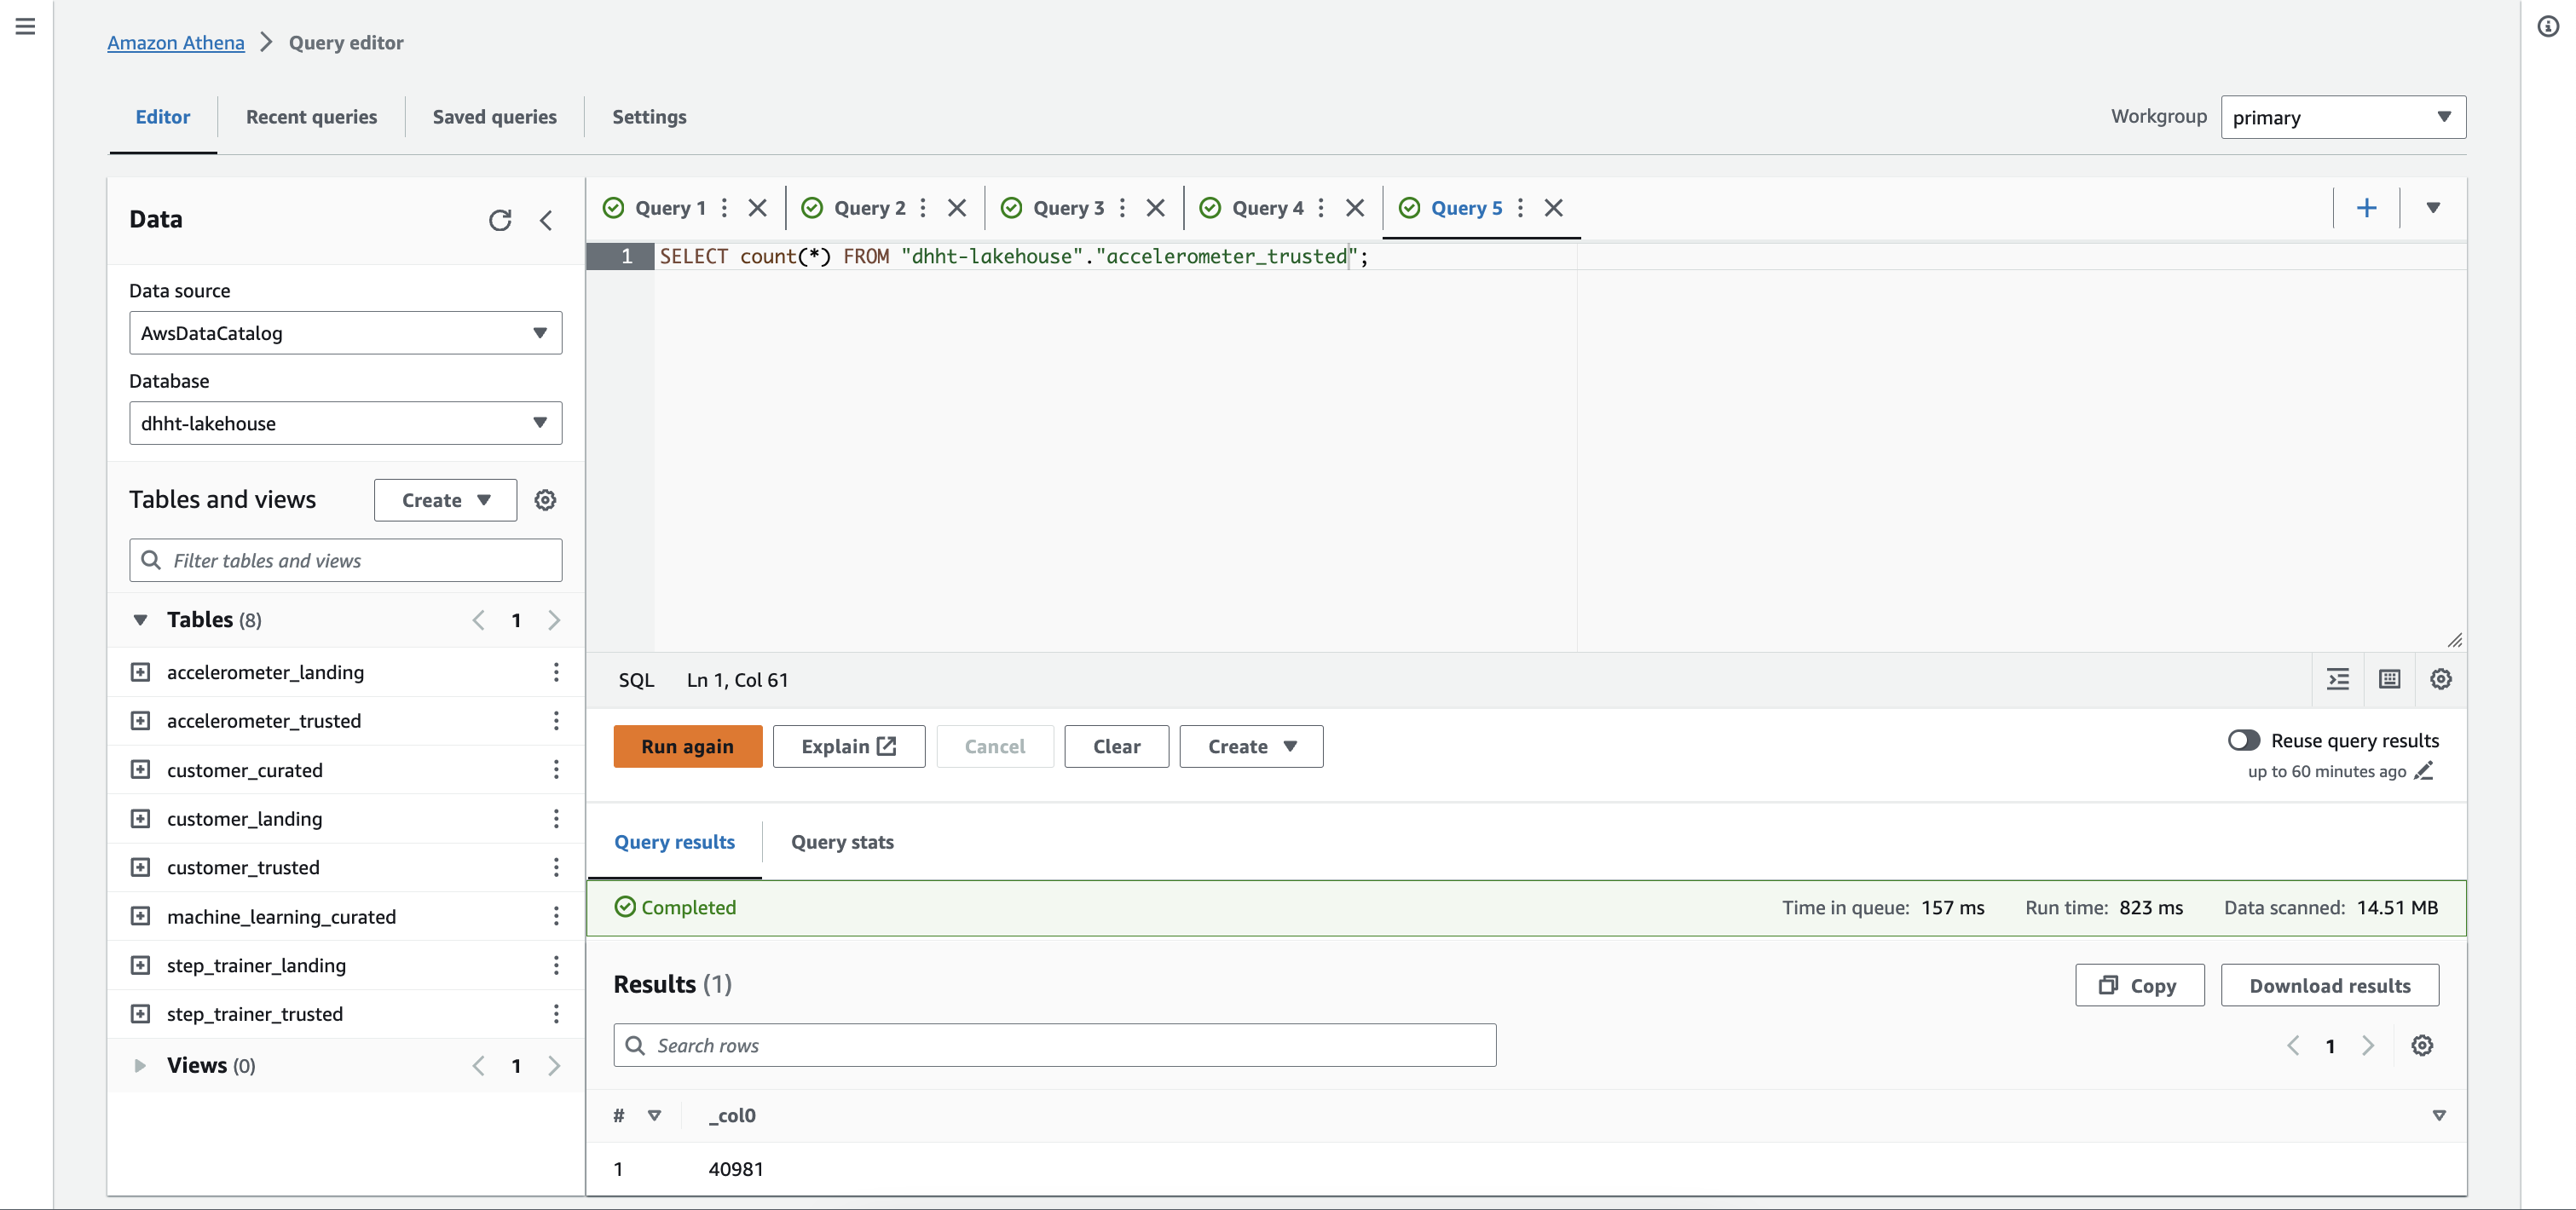 Amazon Athena > Query editor
Editor Recent queries Saved queries Settings Workgroup primary
Data
Data source
AwsDataCatalog
Database
dhht-lakehouse
Tables and views Create
Filter tables and views
Tables (8) 1
accelerometer_landing
accelerometer_trusted
customer_curated
customer_landing
customer_trusted
machine_learning_curated
step_trainer_landing
step_trainer_trusted
Views (0) 1
Query 1 Query 2 Query 3 Query 4 Query 5
1 SELECT count(*) FROM "dhht-lakehouse"."accelerometer_trusted";
SQL Ln 1, Col 61
Run again Explain Cancel Clear Create Reuse query results
up to 60 minutes ago
Query results Query stats
Completed Time in queue: 157 ms Run time: 823 ms Data scanned: 14.51 MB
Results (1) Copy Download results
Search rows 1
# _col0
1 40981